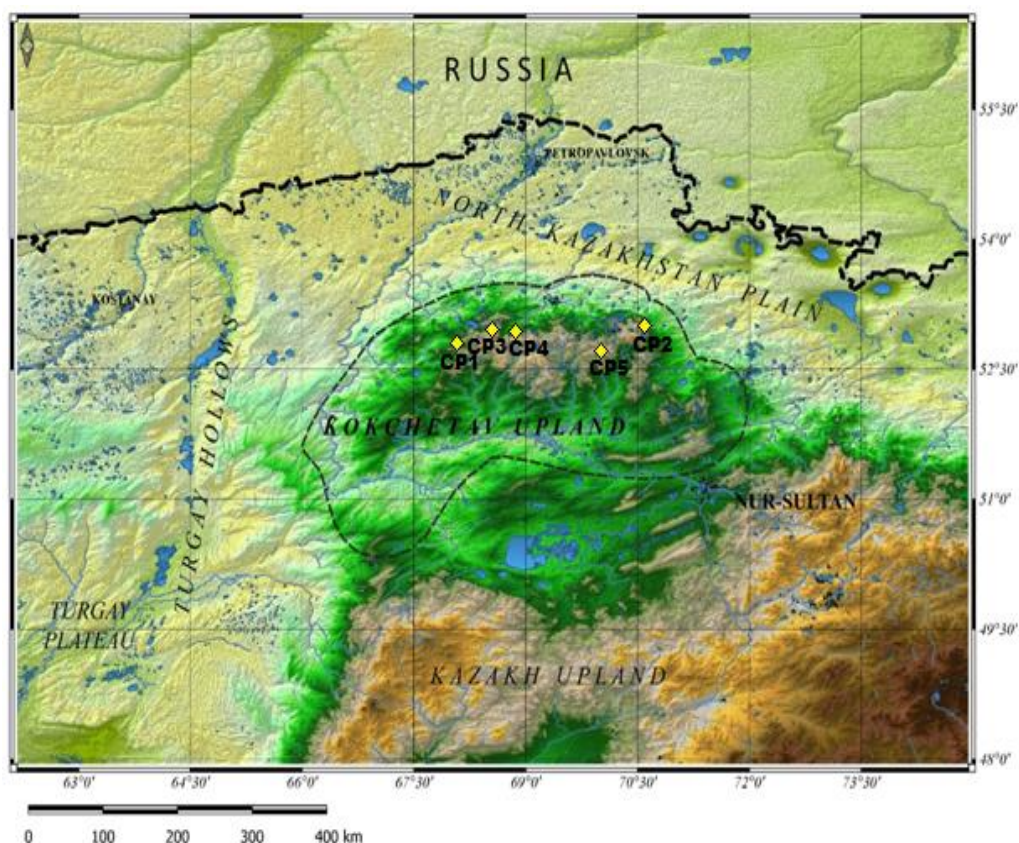 RUSSIA
55°30'
PETROPAVLOVSK
NORTH KAZAKHSTAN PLAIN
54°0'
KOSTANAY
CP3
CP4
CP2
CP1
CP5
52°30'
TURGAY HOLLOWS
KOKCHETAV UPLAND
51°0'
NUR-SULTAN
TURGAY
PLATEAU
49°30'
KAZAKH UPLAND
48°0'
63°0' 64°30' 66°0' 67°30' 69°0' 70°30' 72°0' 73°30'
0 100 200 300 400 km